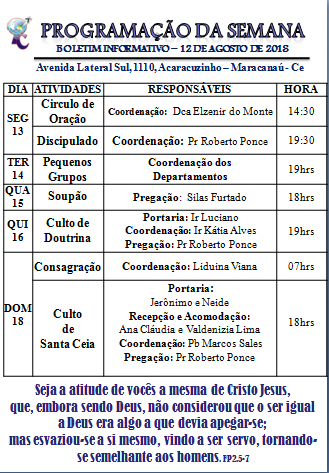 PROGRAMAÇÃO DA SEMANA
BOLETIM INFORMATIVO – 12 DE AGOSTO DE 2018
Avenida Lateral Sul, 1110, Acaracuzinho – Maracanaú - Ce
DIA ATIVIDADES RESPONSÁVEIS HORA
SEG 13
Circulo de Oração Coordenação: Dca Elzenir do Monte 14:30
Discipulado Coordenação: Pr Roberto Ponce 19:30
TER 14
Pequenos Grupos
Coordenação dos
Departamentos
19hrs
QUA 15
Soupão Pregação: Silas Furtado 18hrs
QUI 16
Culto de Doutrina
Portaria: Ir Luciano
Coordenação: Ir Kátia Alves
Pregação: Pr Roberto Ponce
19hrs
DOM 18
Consagração Coordenação: Liduina Viana 07hrs
Culto
de
Santa Ceia
Portaria:
Jerônimo e Neide
Recepção e Acomodação:
Ana Cláudia e Valdenizia Lima
Coordenação: Pb Marcos Sales
Pregação: Pr Roberto Ponce
18hrs
Seja a atitude de vocês a mesma de Cristo Jesus,
que, embora sendo Deus, não considerou que o ser igual
a Deus era algo a que devia apegar-se;
mas esvaziou-se a si mesmo, vindo a ser servo, tornando-
se semelhante aos homens. FP2.5-7